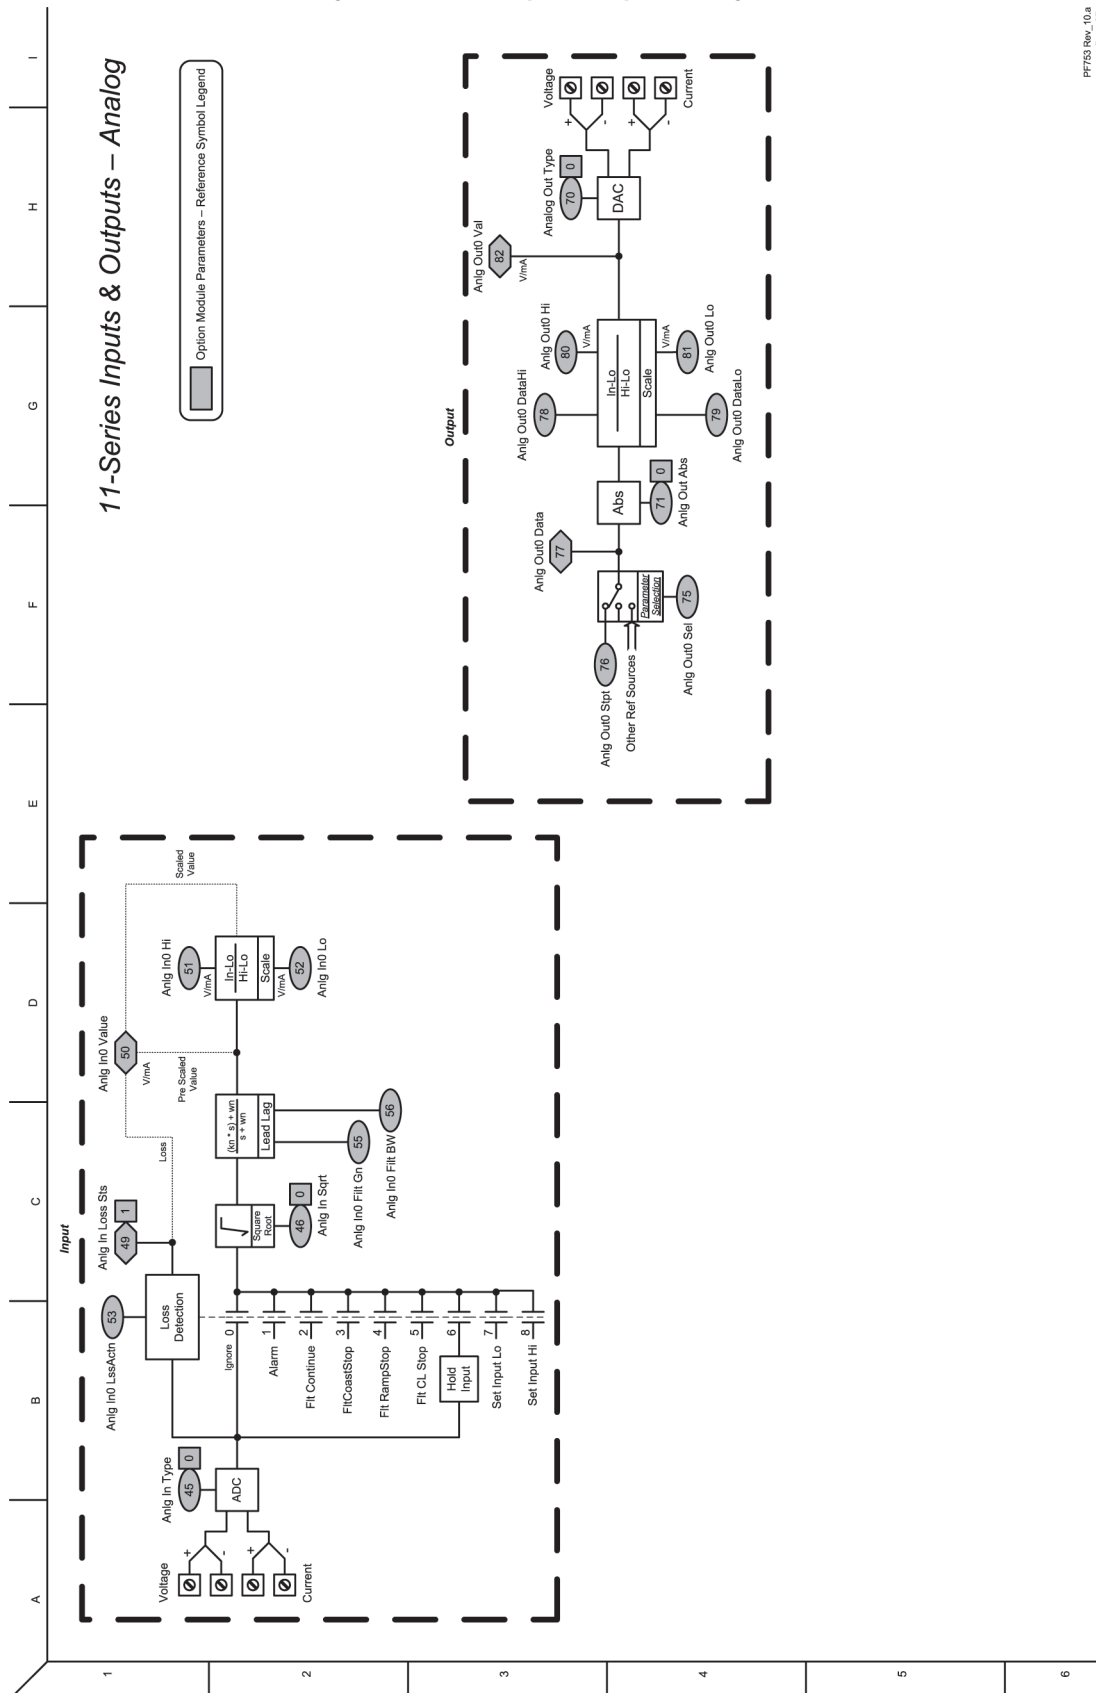 11-Series Inputs & Outputs – Analog
PF753 Rev_10.a
A
B
C
D
E
F
G
H
I
1
2
3
4
5
6
Option Module Parameters – Reference Symbol Legend
Input
Voltage
+
-
+
-
Current
Anlg In Type
45
0
ADC
Anlg In0 LssActn
53
Loss
Detection
Anlg In Loss Sts
49
1
Loss
Ignore
0
Alarm
1
Flt Continue
2
FltCoastStop
3
Flt RampStop
4
Flt CL Stop
5
Hold
Input
6
Set Input Lo
7
Set Input Hi
8
Square
Root
46
0
Anlg In Sqrt
(kn * s) + wn
s + wn
Lead Lag
55
Anlg In0 Filt Gn
56
Anlg In0 Filt BW
Anlg In0 Value
50
V/mA
Pre Scaled
Value
Scaled
Value
Anlg In0 Hi
51
V/mA
In-Lo
Hi-Lo
Scale
V/mA
52
Anlg In0 Lo
Output
Anlg Out0 Stpt
76
Other Ref Sources
Parameter
Selection
75
Anlg Out0 Sel
Anlg Out0 Data
77
Abs
71
0
Anlg Out Abs
Anlg Out0 DataHi
78
Anlg Out0 Hi
80
V/mA
In-Lo
Hi-Lo
Scale
79
Anlg Out0 DataLo
V/mA
81
Anlg Out0 Lo
Anlg Out0 Val
82
V/mA
Analog Out Type
70
0
DAC
Voltage
+
-
+
-
Current